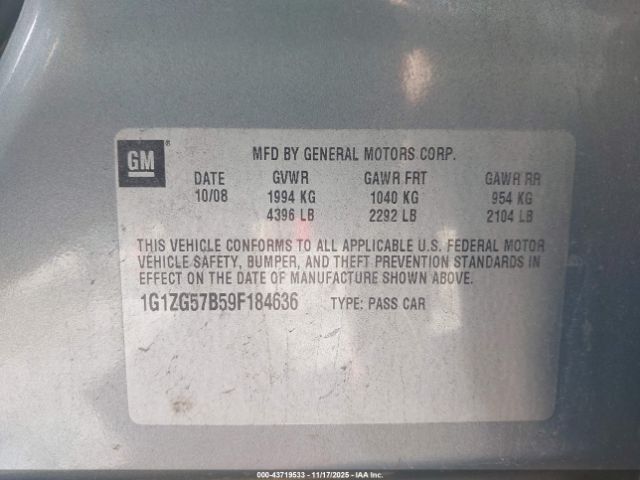 GM
MFD BY GENERAL MOTORS CORP.
DATE GVWR GAWR FRT GAWR RR
10/08 1994 KG 1040 KG 954 KG
4396 LB 2292 LB 2104 LB
THIS VEHICLE CONFORMS TO ALL APPLICABLE U.S. FEDERAL MOTOR
VEHICLE SAFETY, BUMPER, AND THEFT PREVENTION STANDARDS IN
EFFECT ON THE DATE OF MANUFACTURE SHOWN ABOVE.
1G1ZG57B59F184636 TYPE: PASS CAR
000-43719533 - 11/17/2025 - IAA Inc.